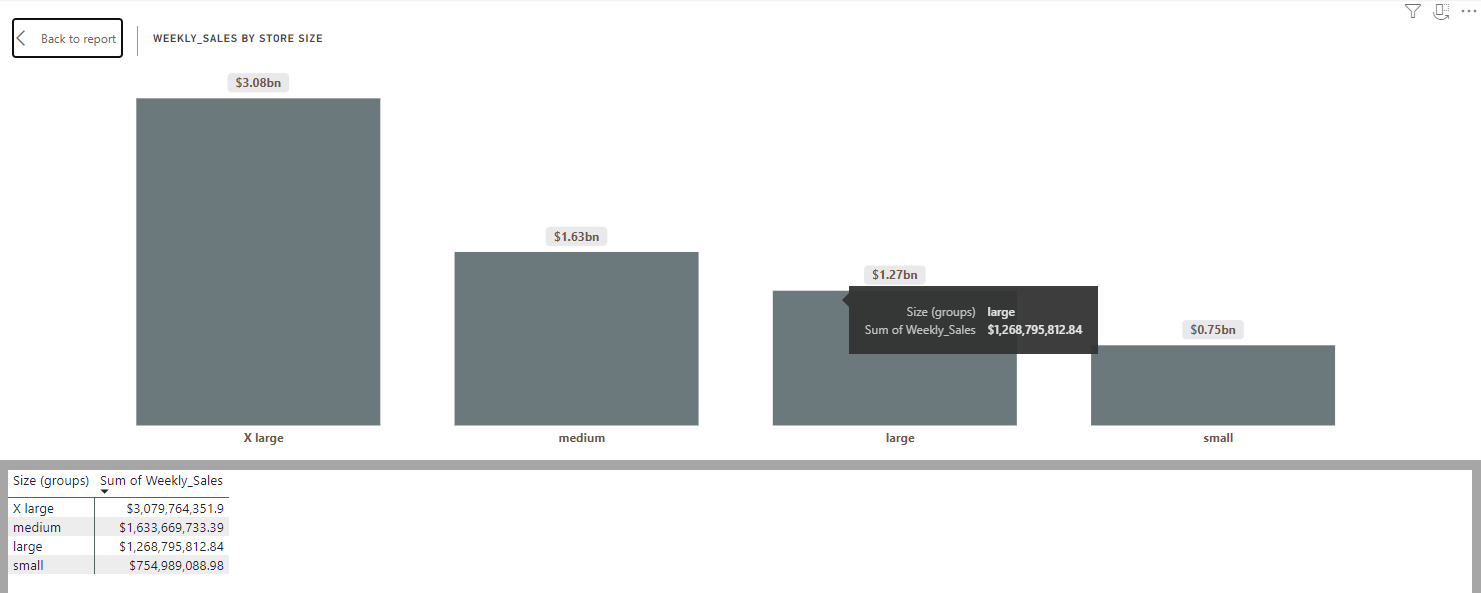 Back to report
WEEKLY_SALES BY STORE SIZE
$3.08bn
$1.63bn
$1.27bn
Size (groups) large
Sum of Weekly_Sales $1,268,795,812.84
$0.75bn
X large
medium
large
small
Size (groups) Sum of Weekly_Sales
X large $3,079,764,351.9
medium $1,633,669,733.39
large $1,268,795,812.84
small $754,989,088.98